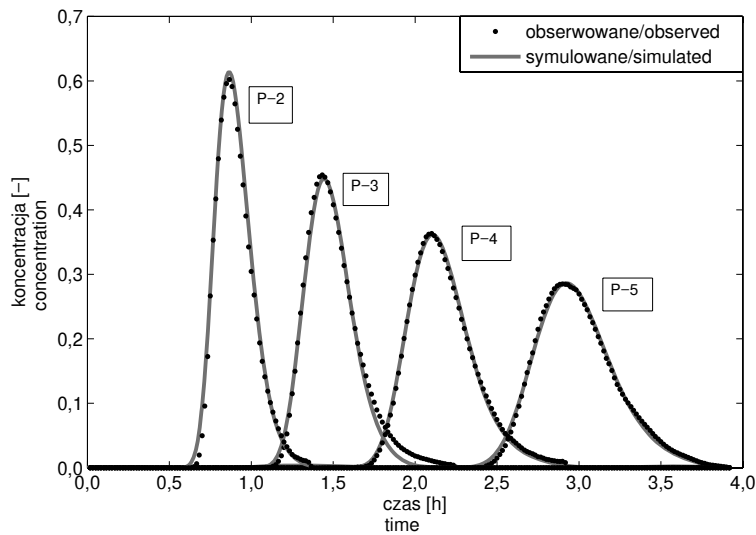 0,7
0,6
0,5
0,4
0,3
0,2
0,1
0,0
koncentracja [–]
concentration
obserwowane/observed
symulowane/simulated
P−2
P−3
P−4
P−5
0,0 0,5 1,0 1,5 2,0 2,5 3,0 3,5 4,0
czas [h]
time